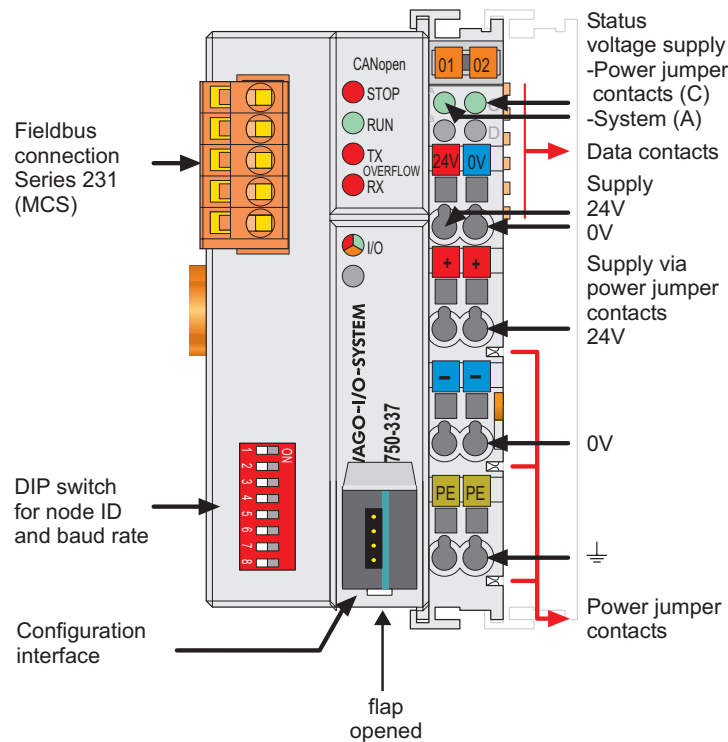 Status
voltage supply
-Power jumper
contacts (C)
-System (A)
Data contacts
Supply
24V
0V
Supply via
power jumper
contacts
24V
0V
Power jumper
contacts
Fieldbus
connection
Series 231
(MCS)
DIP switch
for node ID
and baud rate
Configuration
interface
flap
opened
CANopen
STOP
RUN
TX
OVERFLOW
RX
I/O
WAGO-I/O-SYSTEM
750-337
01 02
A C
B D
24V 0V
+ +
– –
PE PE
ON
1 2 3 4 5 6 7 8